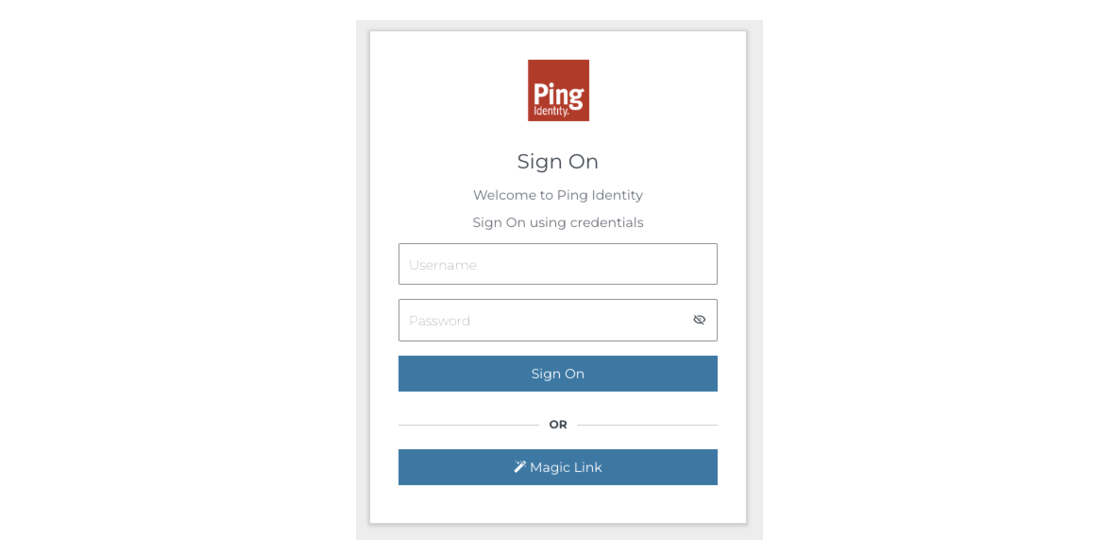 Ping
Identity.
Sign On
Welcome to Ping Identity
Sign On using credentials
Username
Password
Sign On
OR
Magic Link